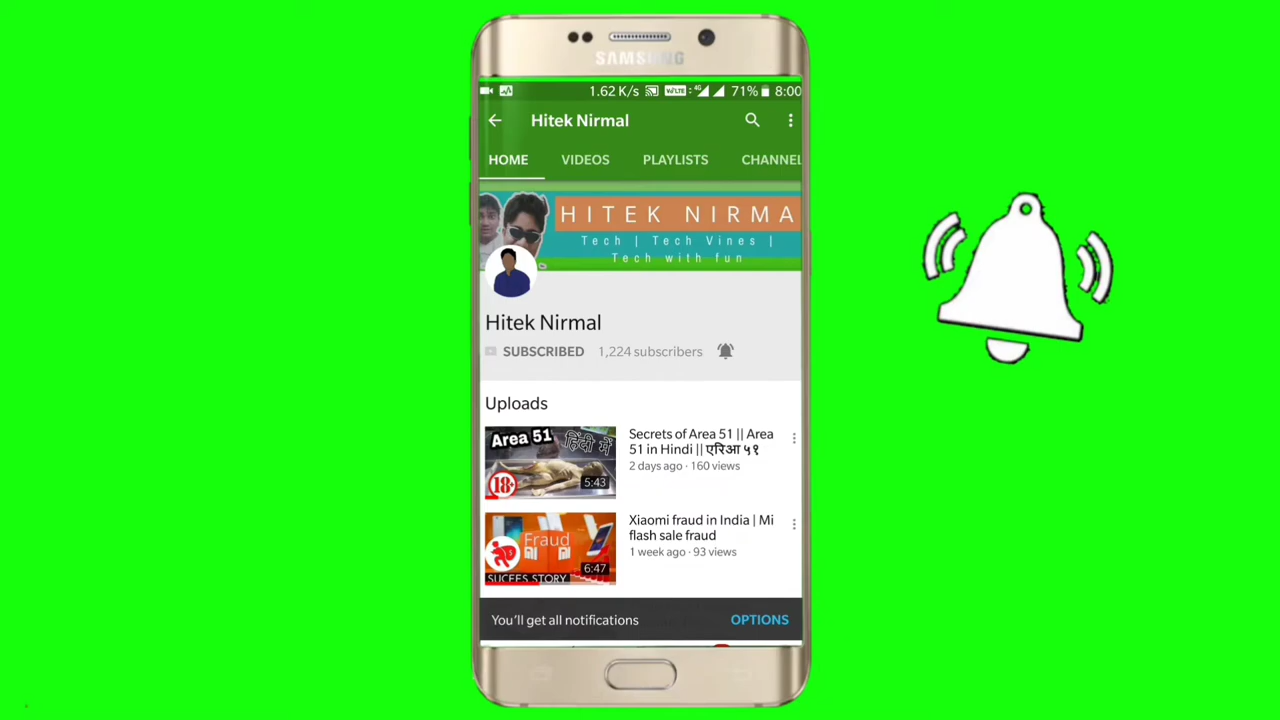 SAMSUNG
1.62 K/s VoLTE 4G 71% 8:00
Hitek Nirmal
HOME VIDEOS PLAYLISTS CHANNEL
HITEK NIRMA
Tech | Tech Vines |
Tech with fun
Hitek Nirmal
SUBSCRIBED 1,224 subscribers
Uploads
Area 51 हिंदी में
18+
5:43
Secrets of Area 51 || Area
51 in Hindi || एरिआ ५१
2 days ago · 160 views
Fraud
6:47
SUCEES STORY
Xiaomi fraud in India | Mi
flash sale fraud
1 week ago · 93 views
You'll get all notifications OPTIONS